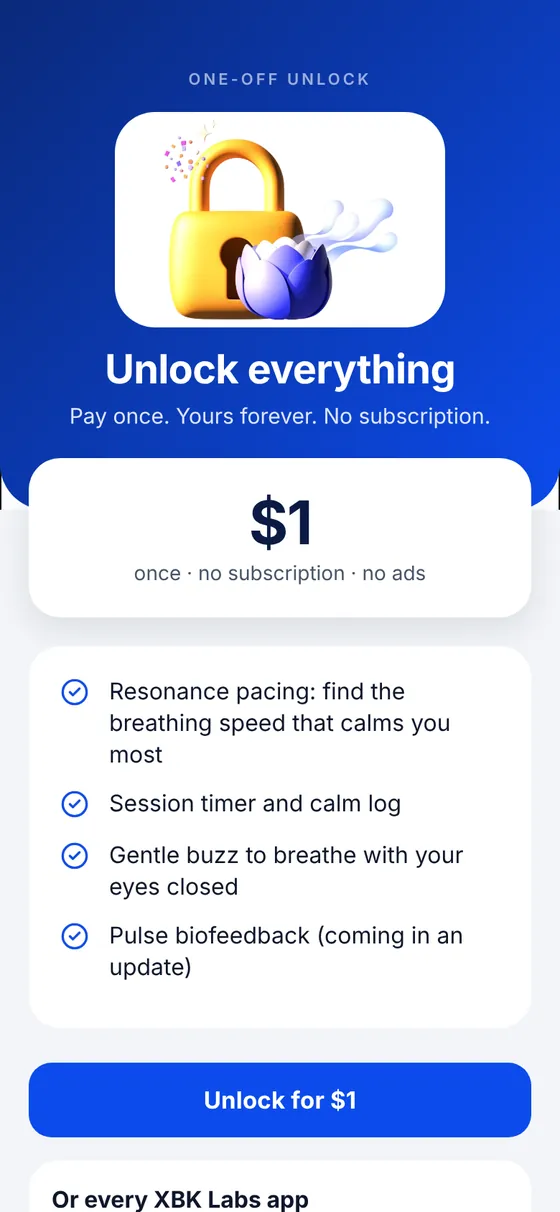 ONE-OFF UNLOCK
Unlock everything
Pay once. Yours forever. No subscription.
$1
once · no subscription · no ads
Resonance pacing: find the
breathing speed that calms you
most
Session timer and calm log
Gentle buzz to breathe with your
eyes closed
Pulse biofeedback (coming in an
update)
Unlock for $1
Or every XBK Labs app